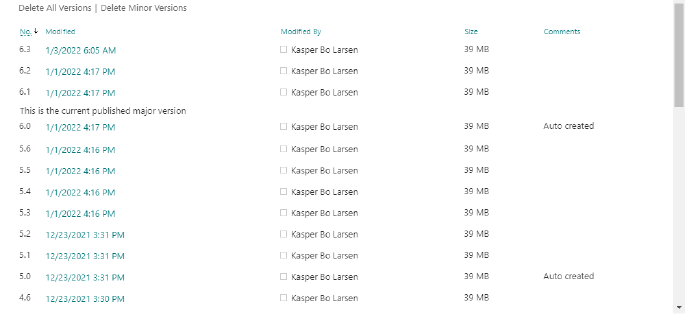 Delete All Versions | Delete Minor Versions
No. ↓ Modified Modified By Size Comments
6.3 1/3/2022 6:05 AM Kasper Bo Larsen 39 MB
6.2 1/1/2022 4:17 PM Kasper Bo Larsen 39 MB
6.1 1/1/2022 4:17 PM Kasper Bo Larsen 39 MB
This is the current published major version
6.0 1/1/2022 4:17 PM Kasper Bo Larsen 39 MB Auto created
5.6 1/1/2022 4:16 PM Kasper Bo Larsen 39 MB
5.5 1/1/2022 4:16 PM Kasper Bo Larsen 39 MB
5.4 1/1/2022 4:16 PM Kasper Bo Larsen 39 MB
5.3 1/1/2022 4:16 PM Kasper Bo Larsen 39 MB
5.2 12/23/2021 3:31 PM Kasper Bo Larsen 39 MB
5.1 12/23/2021 3:31 PM Kasper Bo Larsen 39 MB
5.0 12/23/2021 3:31 PM Kasper Bo Larsen 39 MB Auto created
4.6 12/23/2021 3:30 PM Kasper Bo Larsen 39 MB